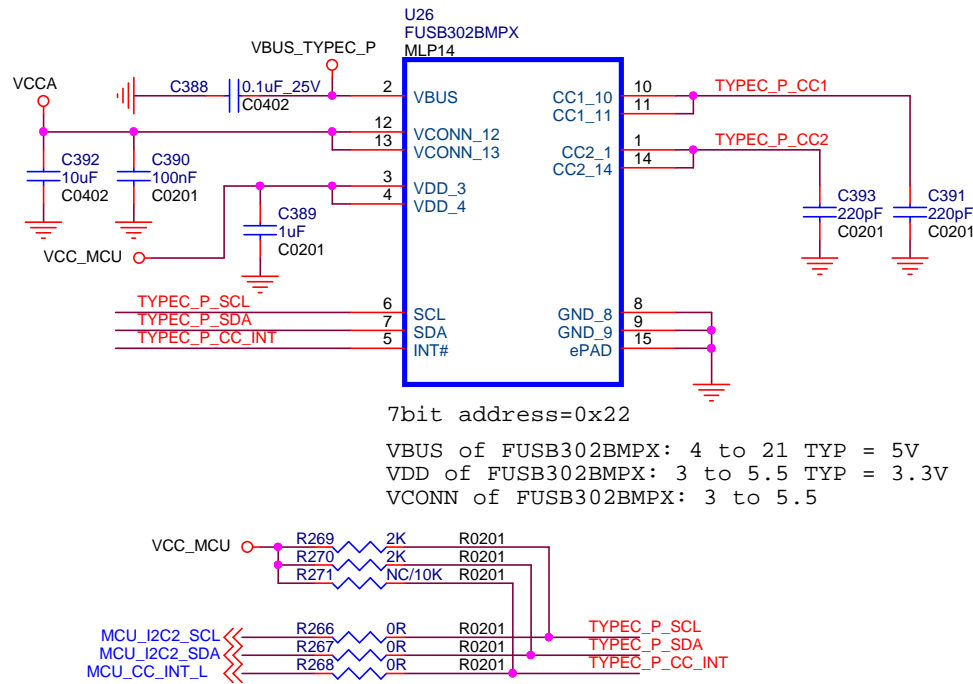 U26
FUSB302BMPX
MLP14
VBUS_TYPEC_P
VCCA
C388
0.1uF_25V
C0402
2
VBUS
12
VCONN_12
13
VCONN_13
C392
10uF
C0402
C390
100nF
C0201
3
VDD_3
4
VDD_4
C389
1uF
C0201
VCC_MCU
TYPEC_P_SCL
6
SCL
TYPEC_P_SDA
7
SDA
TYPEC_P_CC_INT
5
INT#
CC1_10
10
TYPEC_P_CC1
CC1_11
11
CC2_1
1
TYPEC_P_CC2
CC2_14
14
C393
220pF
C0201
C391
220pF
C0201
GND_8
8
GND_9
9
ePAD
15
7bit address=0x22
VBUS of FUSB302BMPX: 4 to 21 TYP = 5V
VDD of FUSB302BMPX: 3 to 5.5 TYP = 3.3V
VCONN of FUSB302BMPX: 3 to 5.5
VCC_MCU
R269 2K R0201
R270 2K R0201
R271 NC/10K R0201
MCU_I2C2_SCL R266 0R R0201 TYPEC_P_SCL
MCU_I2C2_SDA R267 0R R0201 TYPEC_P_SDA
MCU_CC_INT_L R268 0R R0201 TYPEC_P_CC_INT